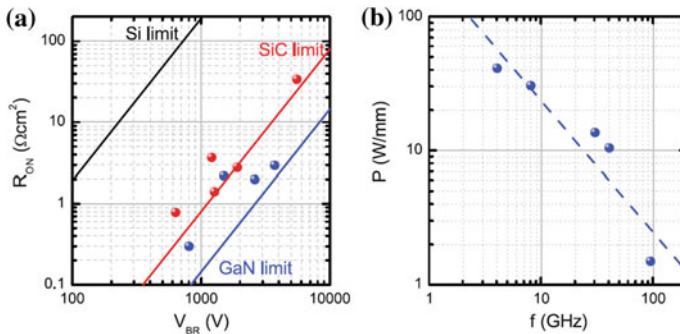 (a)
Si limit
SiC limit
GaN limit
R_ON (Ωcm²)
100
10
1
0.1
100
1000
10000
V_BR (V)
(b)
P (W/mm)
100
10
1
1
10
100
f (GHz)